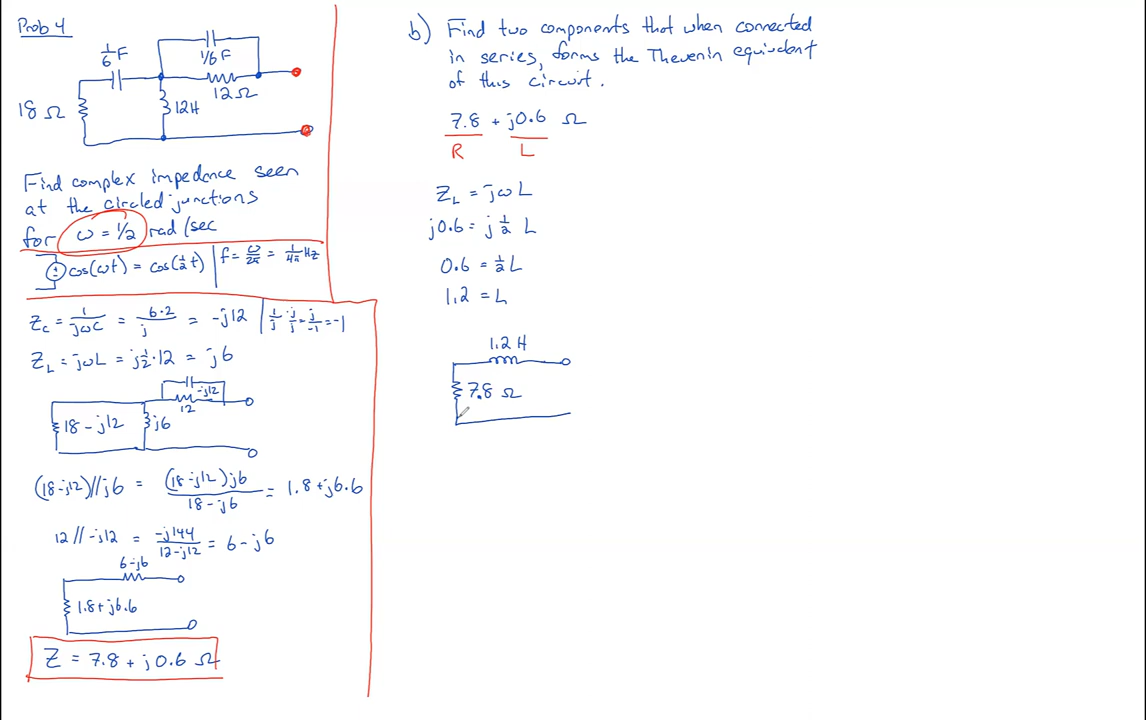 Prob 4
1/6 F
1/6 F
12Ω
18 Ω
12H
Find complex impedance seen
at the circled junctions
for ω = 1/2 rad/sec
cos(ωt) = cos(½t) | f = ω/2π = 1/4π Hz
Z_C = 1/jωC = 6·2/j = -j12 | 1/j · j/j = j/-1 = -1
Z_L = jωL = j½·12 = j6
-j12
12
18 - j12
j6
(18-j12)//j6 = (18-j12)j6 / 18-j6 = 1.8+j6.6
12//-j12 = -j144 / 12-j12 = 6-j6
6-j6
1.8+j6.6
Z = 7.8 + j0.6 Ω
b) Find two components that when connected
in series, forms the Thevenin equivalent
of this circuit.
7.8 + j0.6 Ω
R L
Z_L = jωL
j0.6 = j½ L
0.6 = ½L
1.2 = L
1.2 H
7.8 Ω